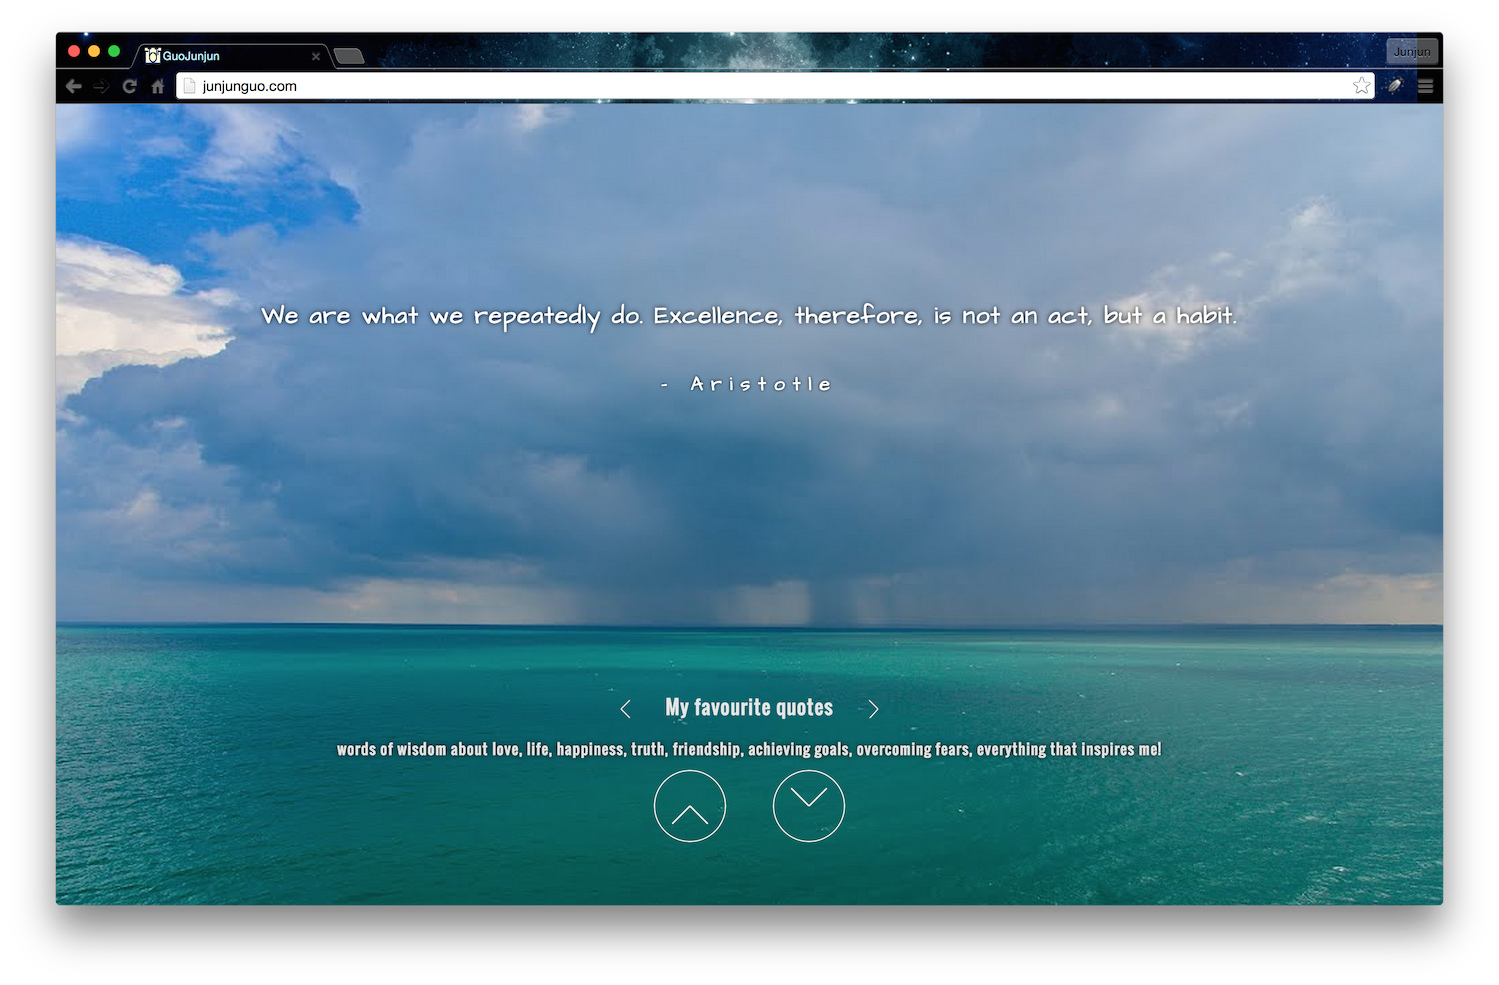 GuoJunjun
Junjun
junjunguo.com
We are what we repeatedly do. Excellence, therefore, is not an act, but a habit.
- Aristotle
My favourite quotes
words of wisdom about love, life, happiness, truth, friendship, achieving goals, overcoming fears, everything that inspires me!